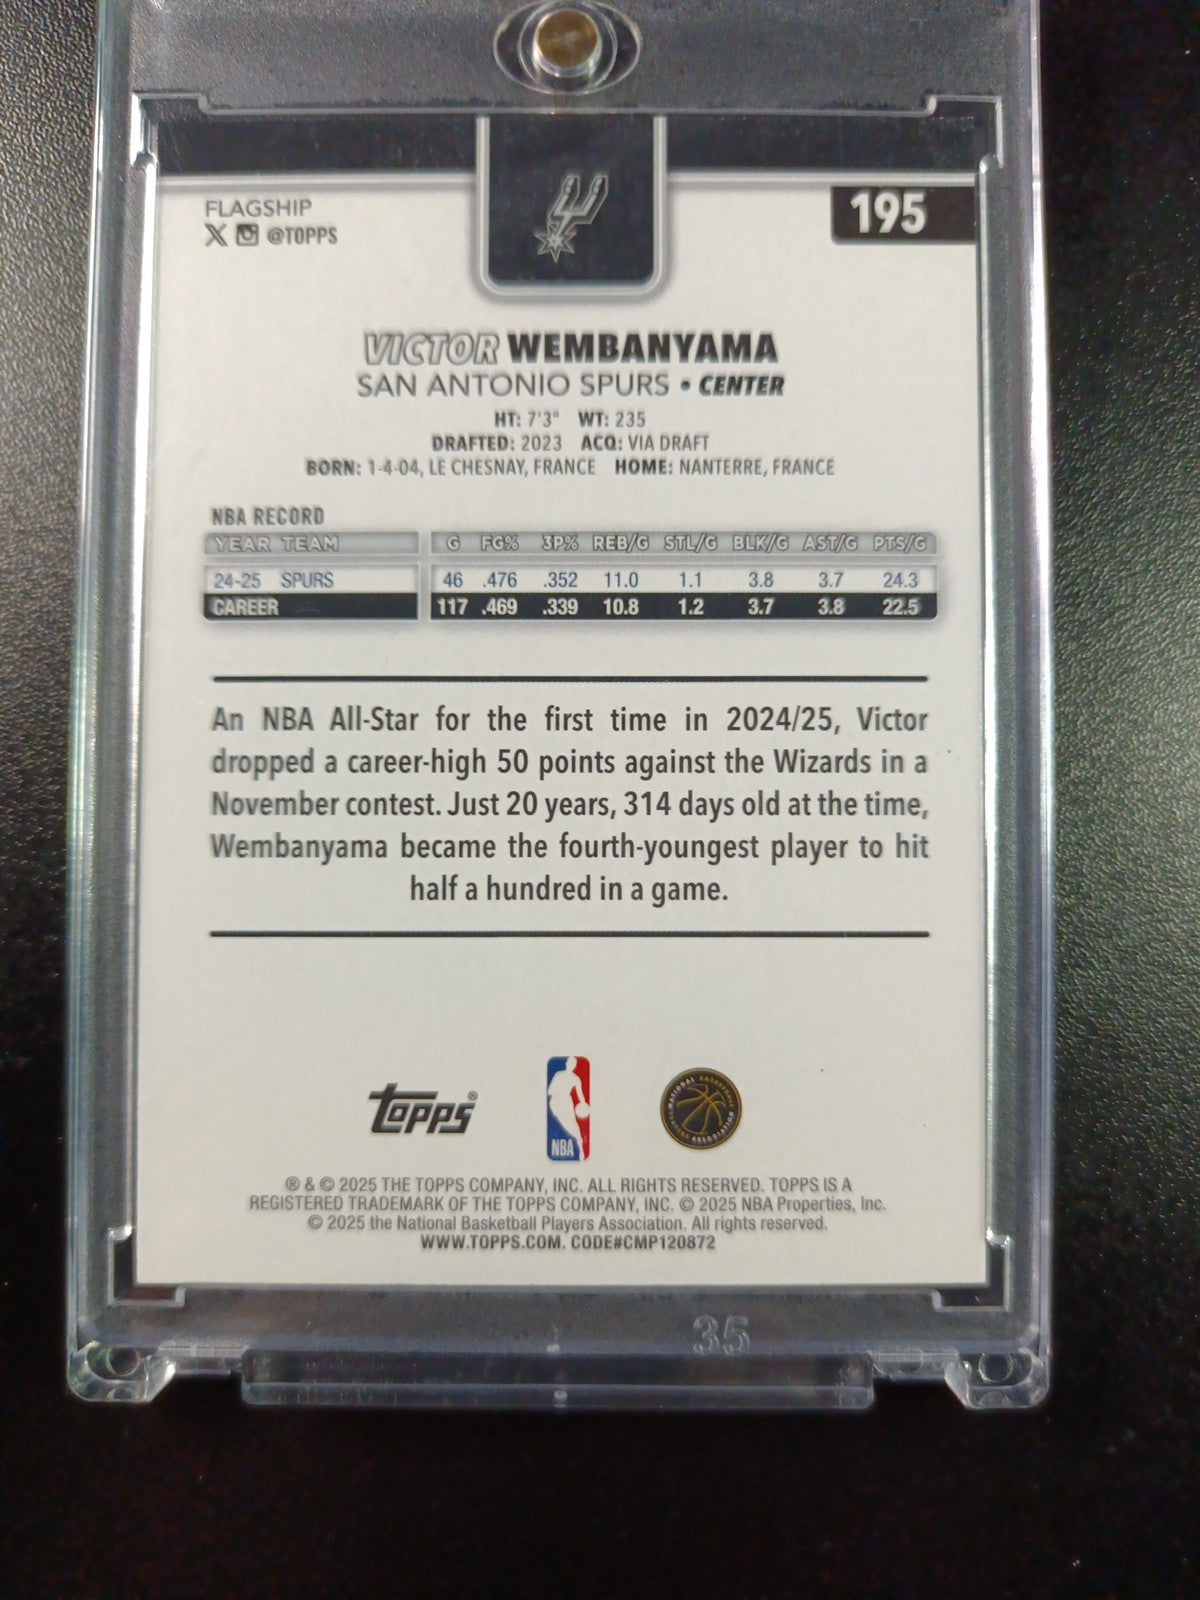 FLAGSHIP
X @TOPPS
195
VICTOR WEMBANYAMA
SAN ANTONIO SPURS • CENTER
HT: 7'3" WT: 235
DRAFTED: 2023 ACQ: VIA DRAFT
BORN: 1-4-04, LE CHESNAY, FRANCE HOME: NANTERRE, FRANCE
NBA RECORD
YEAR TEAM G FG% 3P% REB/G STL/G BLK/G AST/G PTS/G
24-25 SPURS 46 .476 .352 11.0 1.1 3.8 3.7 24.3
CAREER 117 .469 .339 10.8 1.2 3.7 3.8 22.5
An NBA All-Star for the first time in 2024/25, Victor
dropped a career-high 50 points against the Wizards in a
November contest. Just 20 years, 314 days old at the time,
Wembanyama became the fourth-youngest player to hit
half a hundred in a game.
topps®
NBA
NATIONAL BASKETBALL PLAYERS ASSOCIATION
® & © 2025 THE TOPPS COMPANY, INC. ALL RIGHTS RESERVED. TOPPS IS A
REGISTERED TRADEMARK OF THE TOPPS COMPANY, INC. © 2025 NBA Properties, Inc.
© 2025 the National Basketball Players Association. All rights reserved.
WWW.TOPPS.COM. CODE#CMP120872
35